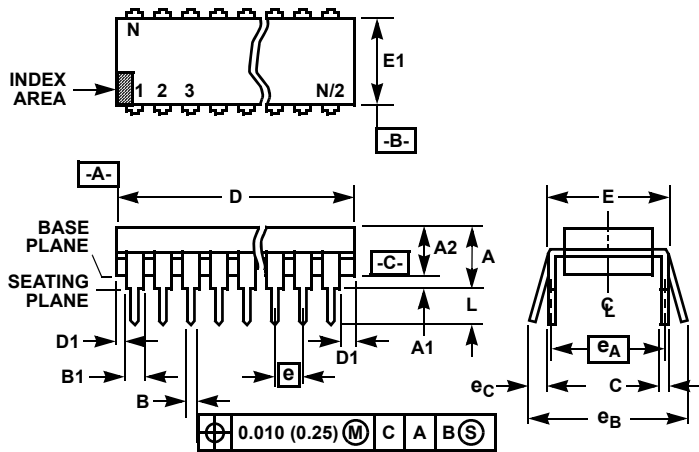 N
E1
INDEX
AREA
1 2 3 N/2
-B-
-A-
D
E
BASE
PLANE
A2
A
-C-
SEATING
PLANE
L
C L
D1
A1
D1
eA
B1
e
eC
C
B
eB
0.010 (0.25) M C A B S